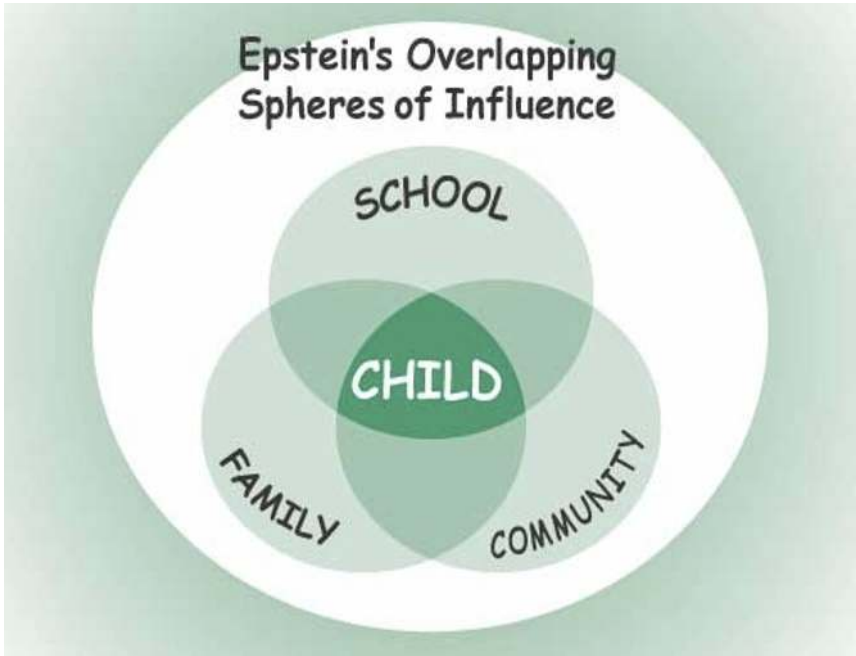 Epstein's Overlapping
Spheres of Influence
SCHOOL
CHILD
FAMILY
COMMUNITY